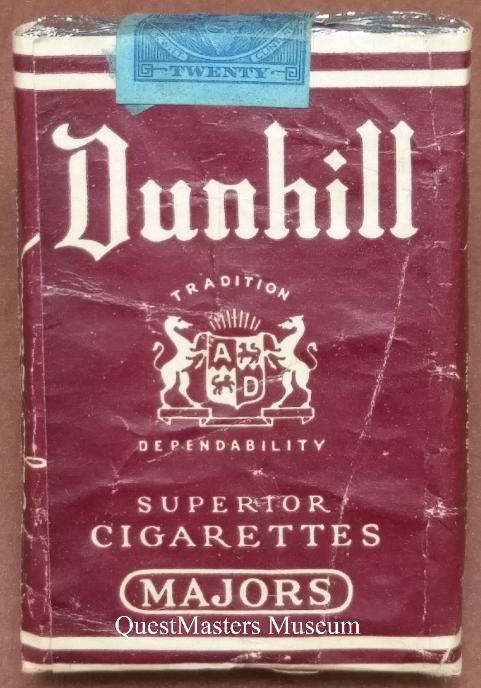 TWENTY
Dunhill
TRADITION
A
D
DEPENDABILITY
SUPERIOR
CIGARETTES
MAJORS
QuestMasters Museum